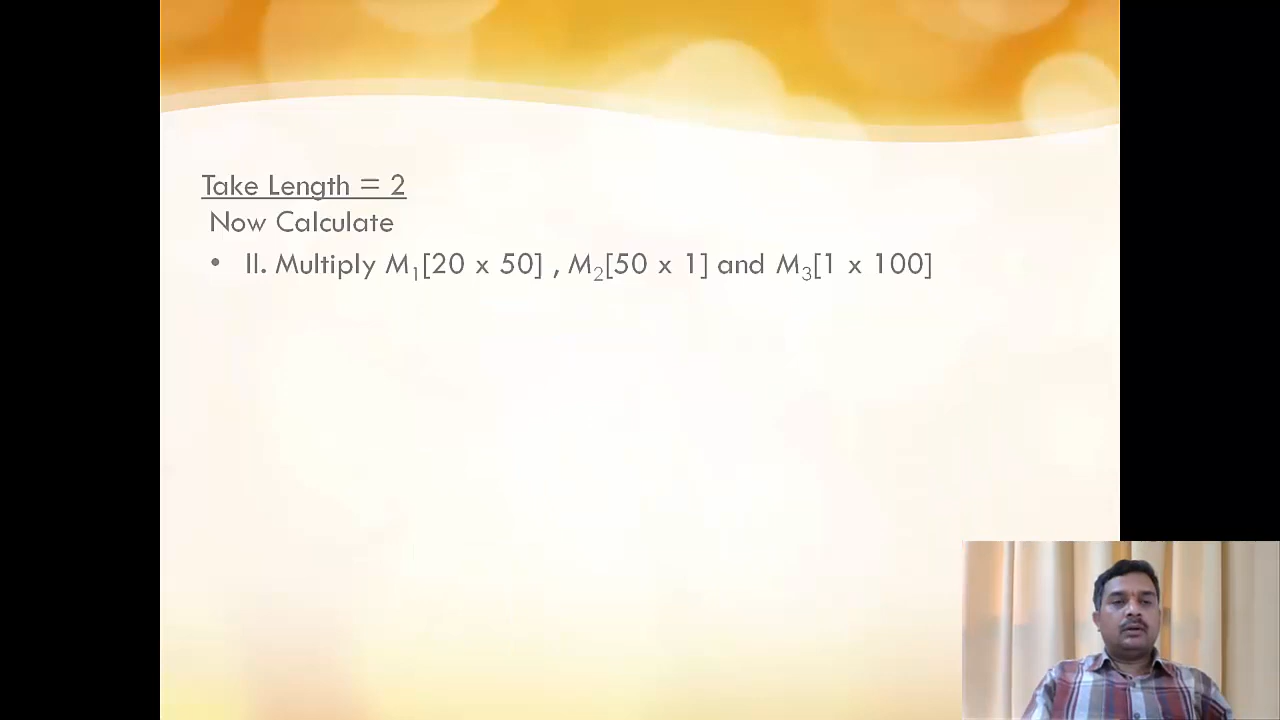 Take Length = 2
Now Calculate
• II. Multiply M₁[20 x 50] , M₂[50 x 1] and M₃[1 x 100]